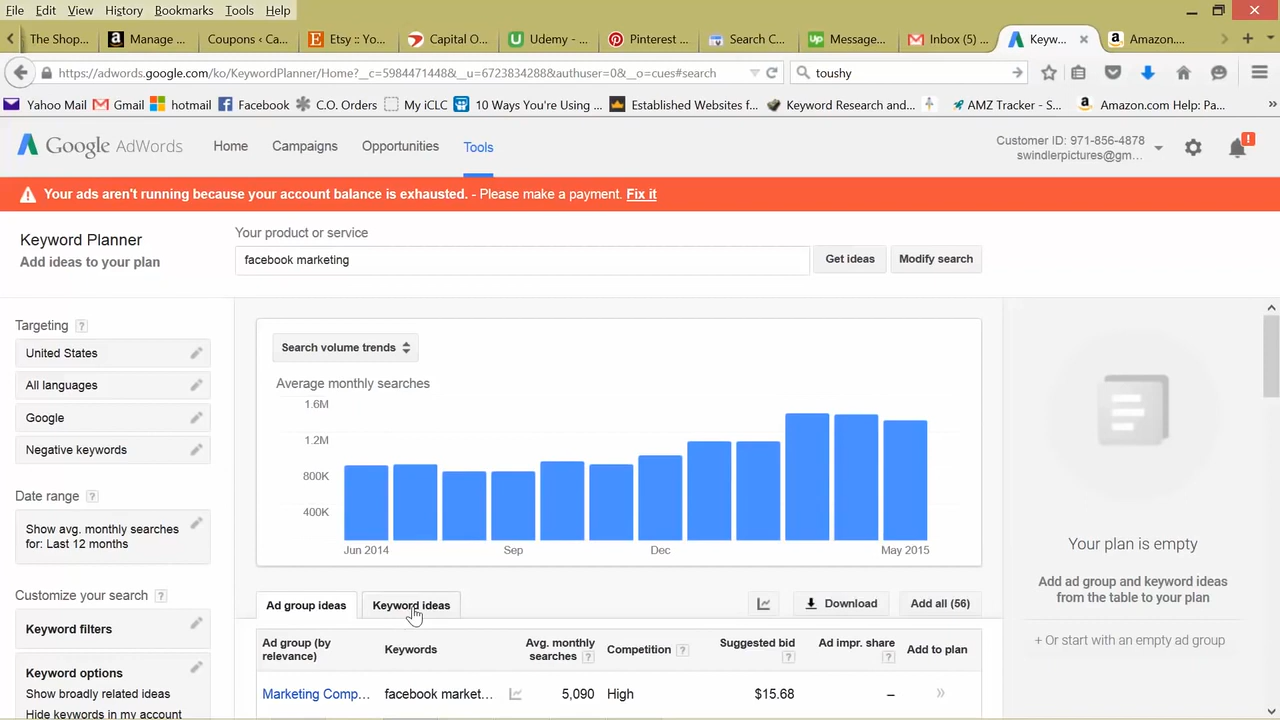 File Edit View History Bookmarks Tools Help
The Shop... Manage ... Coupons ‹ Ca... Etsy :: Yo... Capital O... Udemy - ... Pinterest ... Search C... Message... Inbox (5) ... Keyw... Amazon....
https://adwords.google.com/ko/KeywordPlanner/Home?__c=5984471448&__u=6723834288&authuser=0&__o=cues#search toushy
Yahoo Mail Gmail hotmail Facebook C.O. Orders My iCLC 10 Ways You're Using ... Established Websites f... Keyword Research and... AMZ Tracker - S... Amazon.com Help: Pa...
Google AdWords Home Campaigns Opportunities Tools
Customer ID: 971-856-4878
swindlerpictures@gm...
Your ads aren't running because your account balance is exhausted. - Please make a payment. Fix it
Keyword Planner
Add ideas to your plan
Your product or service
facebook marketing Get ideas Modify search
Targeting ?
United States
All languages
Google
Negative keywords
Date range ?
Show avg. monthly searches
for: Last 12 months
Customize your search ?
Keyword filters
Keyword options
Show broadly related ideas
Hide keywords in my account
Search volume trends
Average monthly searches
1.6M
1.2M
800K
400K
Jun 2014 Sep Dec May 2015
Ad group ideas Keyword ideas Download Add all (56)
Ad group (by relevance) Keywords Avg. monthly searches ? Competition ? Suggested bid ? Ad impr. share ? Add to plan
Marketing Comp... facebook market... 5,090 High $15.68 –
Your plan is empty
Add ad group and keyword ideas
from the table to your plan
+ Or start with an empty ad group